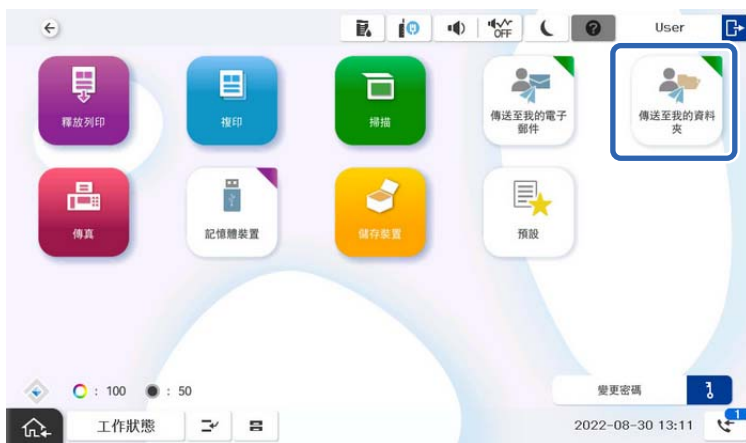 OFF
User
釋放列印
複印
掃描
傳送至我的電子
郵件
傳送至我的資料
夾
傳真
記憶體裝置
儲存裝置
預設
: 100
: 50
變更密碼
工作狀態
2022-08-30 13:11
1